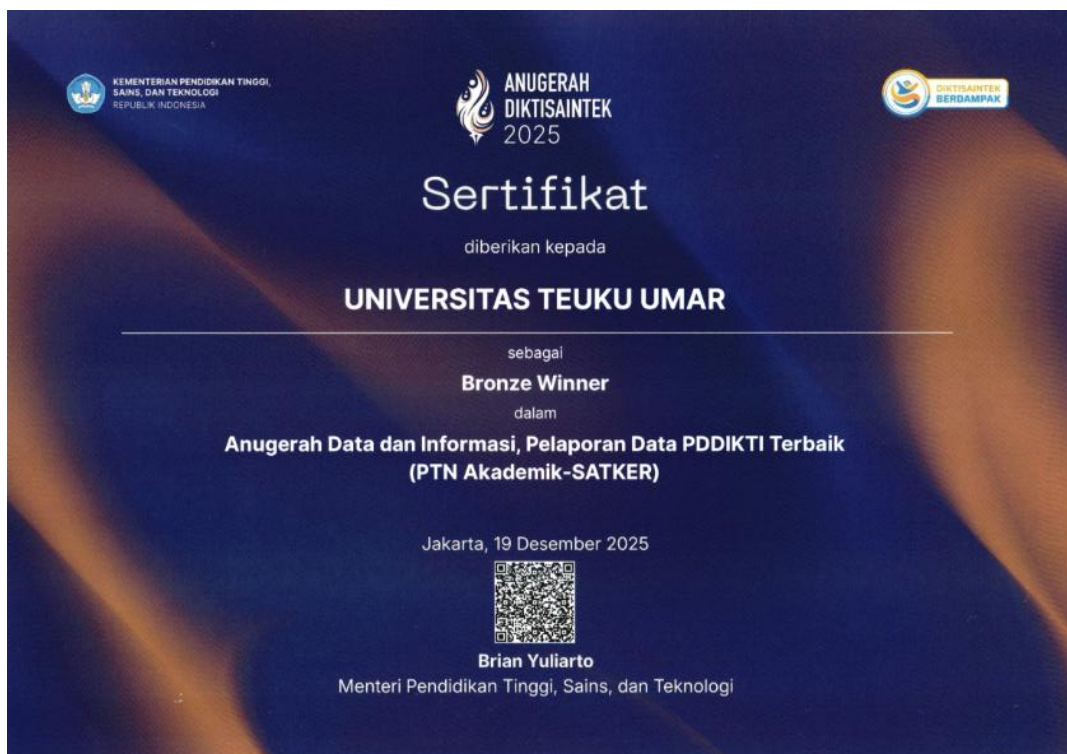 KEMENTERIAN PENDIDIKAN TINGGI,
SAINS, DAN TEKNOLOGI
REPUBLIK INDONESIA
ANUGERAH
DIKTISAINTEK
2025
DIKTISAINTEK
BERDAMPAK
Sertifikat
diberikan kepada
UNIVERSITAS TEUKU UMAR
sebagai
Bronze Winner
dalam
Anugerah Data dan Informasi, Pelaporan Data PDDIKTI Terbaik
(PTN Akademik-SATKER)
Jakarta, 19 Desember 2025
Brian Yuliarto
Menteri Pendidikan Tinggi, Sains, dan Teknologi